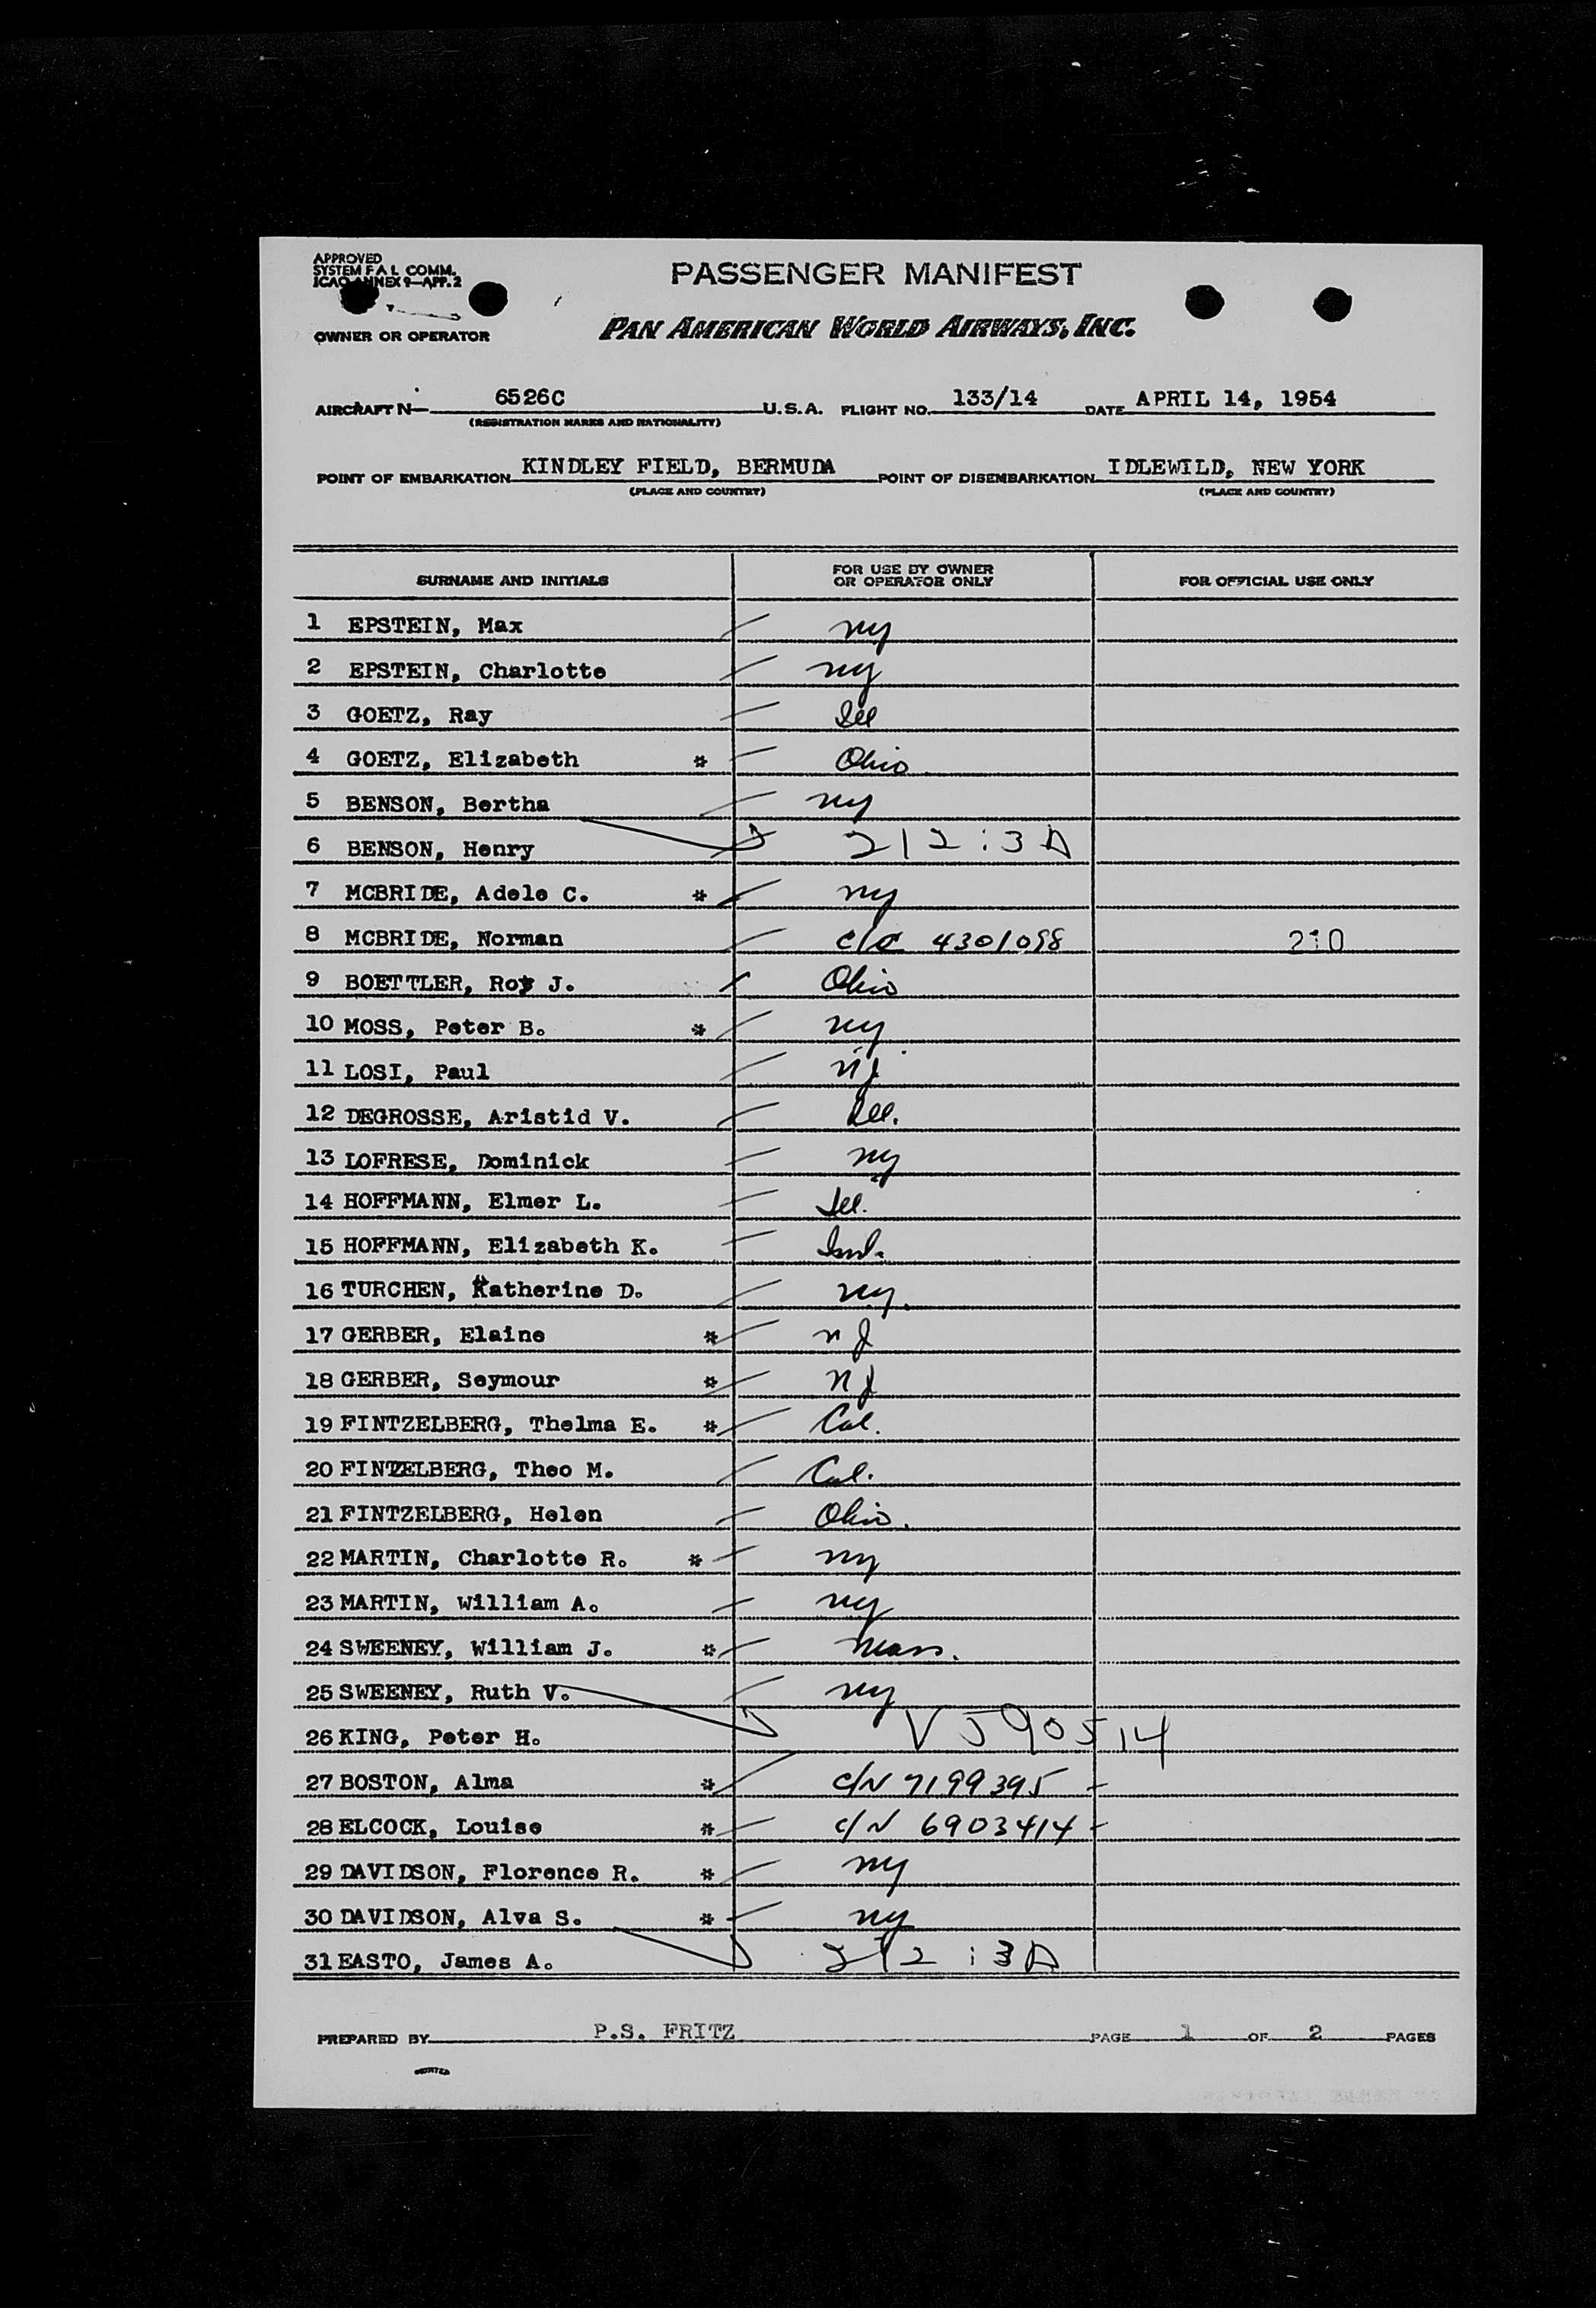 APPROVED
SYSTEM F A L COMM.
ICAO ANNEX 9—APP. 2
PASSENGER MANIFEST
OWNER OR OPERATOR PAN AMERICAN WORLD AIRWAYS, INC.
AIRCRAFT N— 6526C U.S.A. FLIGHT NO. 133/14 DATE APRIL 14, 1954
(REGISTRATION MARKS AND NATIONALITY)
POINT OF EMBARKATION KINDLEY FIELD, BERMUDA POINT OF DISEMBARKATION IDLEWILD, NEW YORK
(PLACE AND COUNTRY) (PLACE AND COUNTRY)
SURNAME AND INITIALS FOR USE BY OWNER OR OPERATOR ONLY FOR OFFICIAL USE ONLY
1 EPSTEIN, Max ny
2 EPSTEIN, Charlotte ny
3 GOETZ, Ray Ill
4 GOETZ, Elizabeth * Ohio
5 BENSON, Bertha ny
6 BENSON, Henry 212:3A
7 MCBRIDE, Adele C. * ny
8 MCBRIDE, Norman c/c 4301098 210
9 BOETTLER, Roy J. Ohio
10 MOSS, Peter B. * ny
11 LOSI, Paul nj
12 DEGROSSE, Aristid V. Ill.
13 LOFRESE, Dominick ny
14 HOFFMANN, Elmer L. Ill.
15 HOFFMANN, Elizabeth K. Ind.
16 TURCHEN, Katherine D. ny.
17 GERBER, Elaine * nJ
18 GERBER, Seymour * nJ
19 FINTZELBERG, Thelma E. * Cal.
20 FINTZELBERG, Theo M. Cal.
21 FINTZELBERG, Helen Ohio.
22 MARTIN, Charlotte R. * ny
23 MARTIN, William A. ny
24 SWEENEY, William J. * Mass.
25 SWEENEY, Ruth V. ny
26 KING, Peter H. V590514
27 BOSTON, Alma * C/N 7199395 -
28 ELCOCK, Louise * C/N 6903414 -
29 DAVIDSON, Florence R. * ny
30 DAVIDSON, Alva S. * ny
31 EASTO, James A. 212:3A
PREPARED BY P.S. FRITZ PAGE 1 OF 2 PAGES